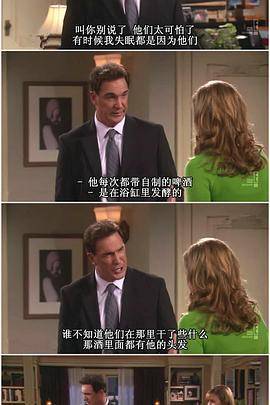 叫你别说了 他们太可怕了
有时候我失眠都是因为他们
- 他每次都带自制的啤酒
- 是在浴缸里发酵的
谁不知道他们在那里干了些什么
那酒里面都有他的头发